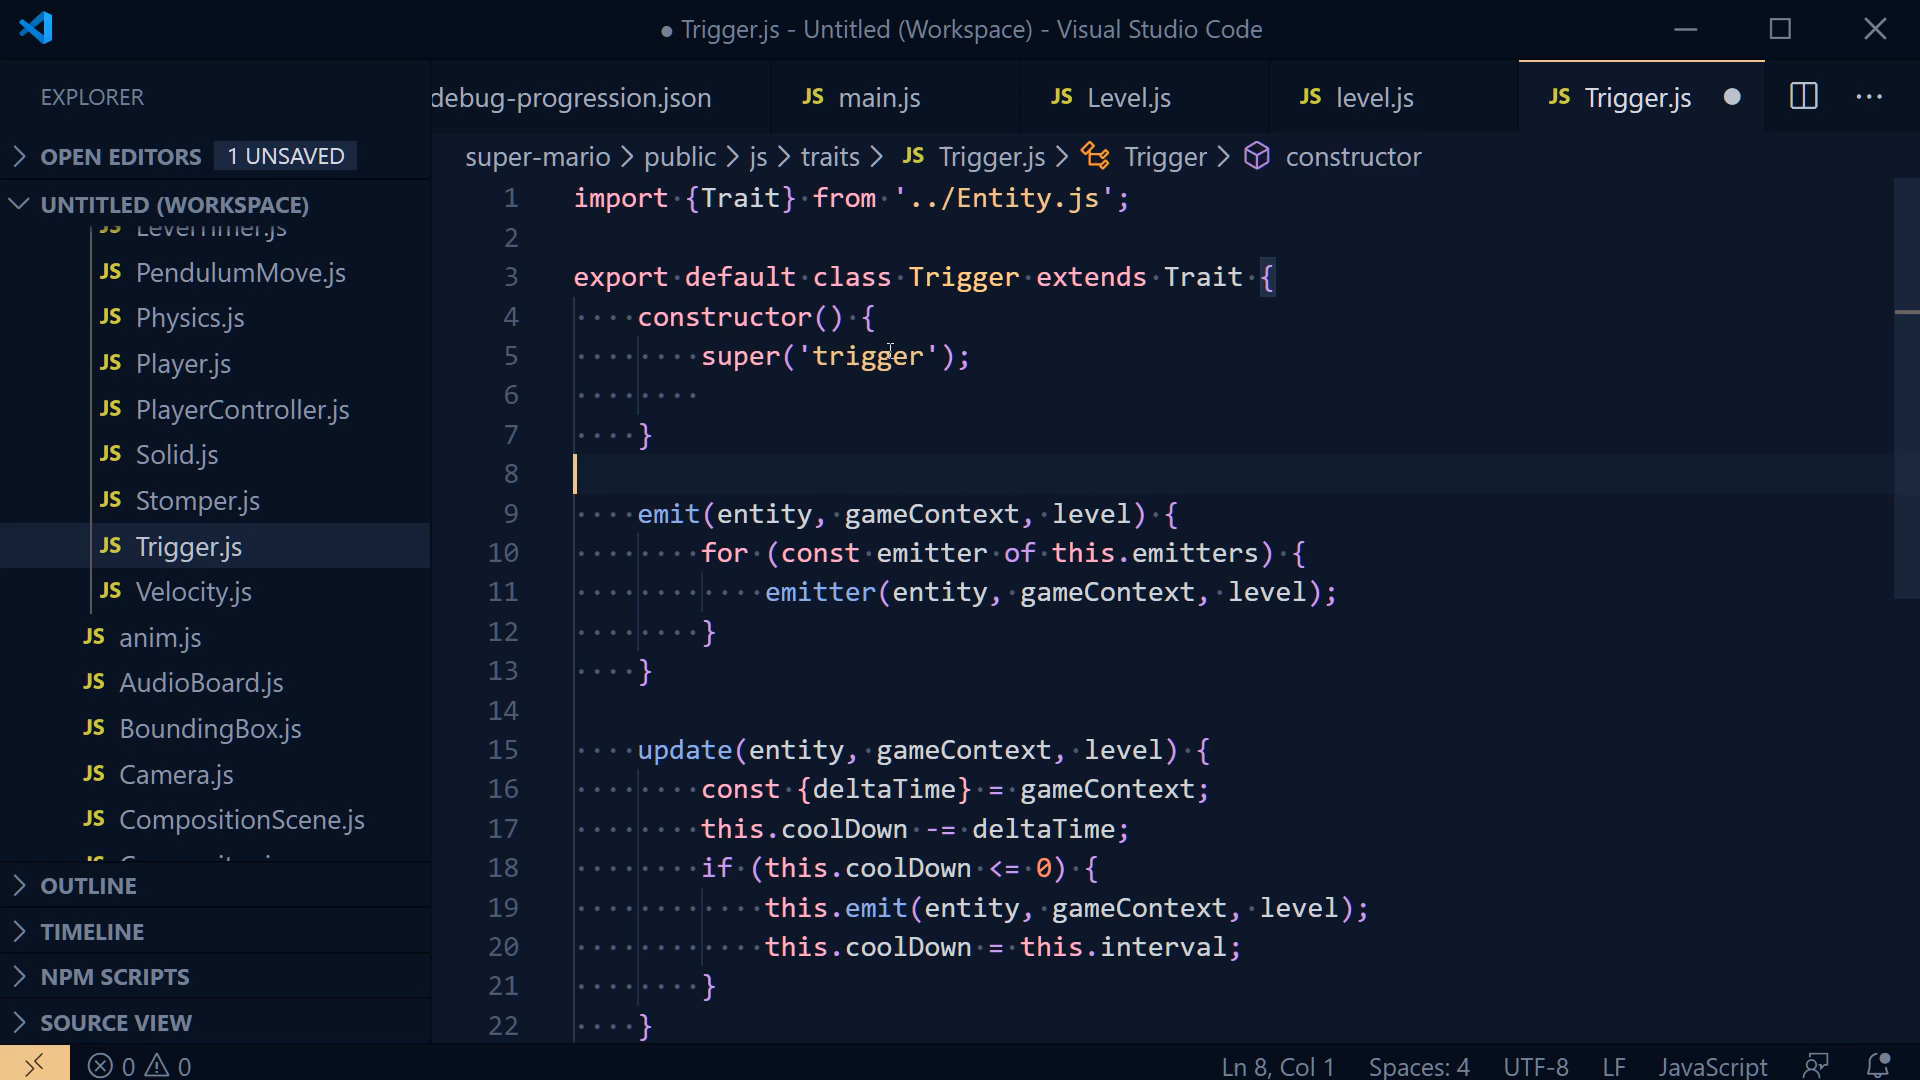 ● Trigger.js - Untitled (Workspace) - Visual Studio Code
EXPLORER
debug-progression.json
JS main.js
JS Level.js
JS level.js
JS Trigger.js
OPEN EDITORS 1 UNSAVED
super-mario > public > js > traits > JS Trigger.js > Trigger > constructor
UNTITLED (WORKSPACE)
JS LevelTimer.js
JS PendulumMove.js
JS Physics.js
JS Player.js
JS PlayerController.js
JS Solid.js
JS Stomper.js
JS Trigger.js
JS Velocity.js
JS anim.js
JS AudioBoard.js
JS BoundingBox.js
JS Camera.js
JS CompositionScene.js
OUTLINE
TIMELINE
NPM SCRIPTS
SOURCE VIEW
1 import {Trait} from '../Entity.js';
2
3 export default class Trigger extends Trait {
4 constructor() {
5 super('trigger');
6
7 }
8
9 emit(entity, gameContext, level) {
10 for (const emitter of this.emitters) {
11 emitter(entity, gameContext, level);
12 }
13 }
14
15 update(entity, gameContext, level) {
16 const {deltaTime} = gameContext;
17 this.coolDown -= deltaTime;
18 if (this.coolDown <= 0) {
19 this.emit(entity, gameContext, level);
20 this.coolDown = this.interval;
21 }
22 }
0 0
Ln 8, Col 1 Spaces: 4 UTF-8 LF JavaScript